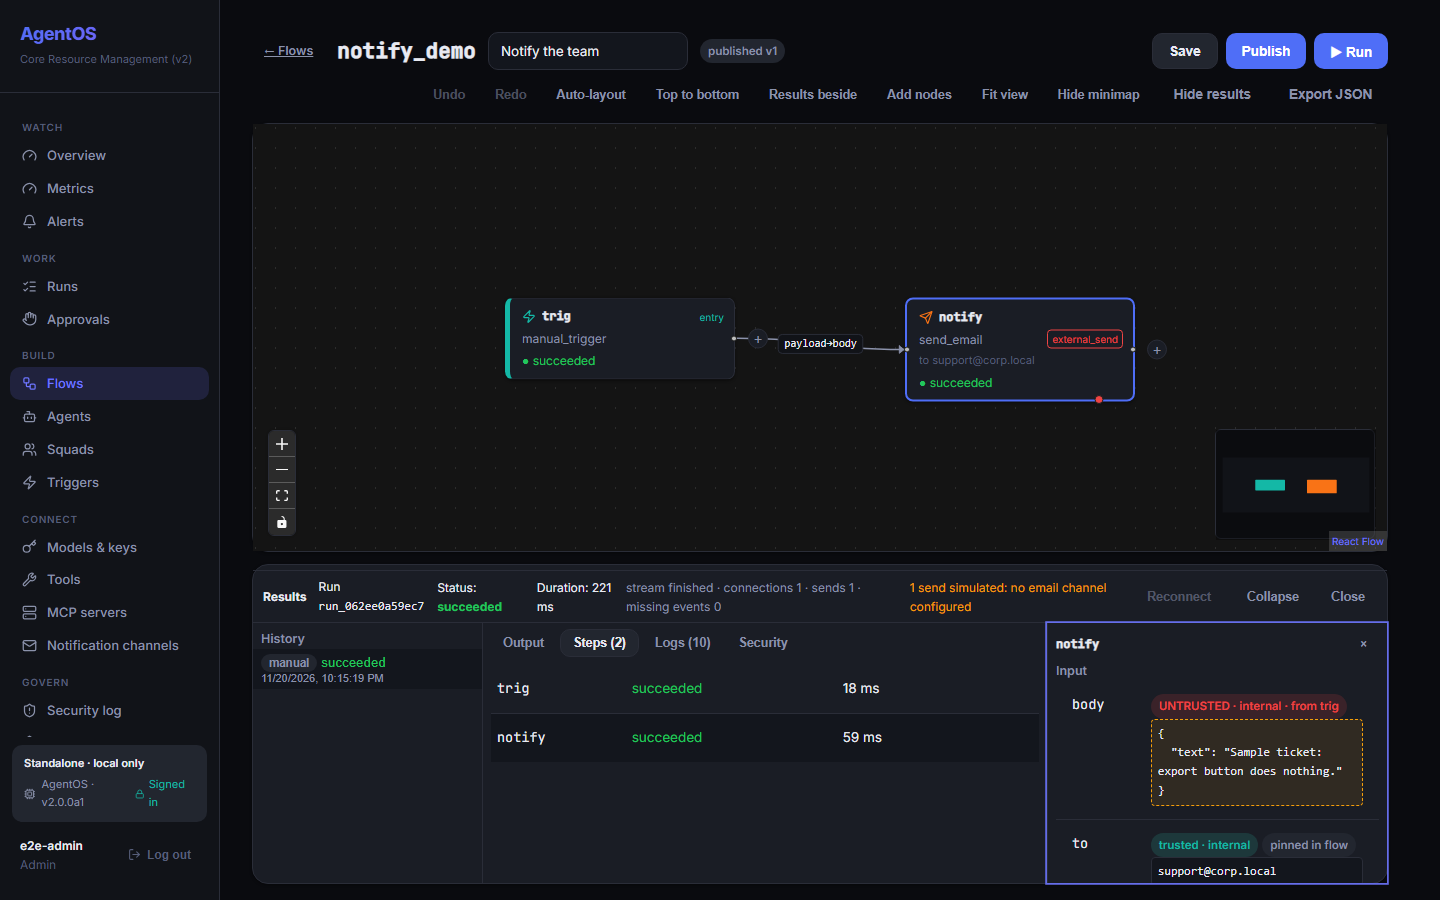 AgentOS
Core Resource Management (v2)
WATCH
Overview
Metrics
Alerts
WORK
Runs
Approvals
BUILD
Flows
Agents
Squads
Triggers
CONNECT
Models & keys
Tools
MCP servers
Notification channels
GOVERN
Security log
Standalone · local only
AgentOS · v2.0.0a1
Signed in
e2e-admin
Admin
Log out
← Flows
notify_demo
Notify the team
published v1
Save
Publish
▶ Run
Undo
Redo
Auto-layout
Top to bottom
Results beside
Add nodes
Fit view
Hide minimap
Hide results
Export JSON
trig
entry
manual_trigger
● succeeded
+
payload→body
notify
send_email
external_send
to support@corp.local
● succeeded
+
React Flow
Results
Run
run_062ee0a59ec7
Status:
succeeded
Duration: 221
ms
stream finished · connections 1 · sends 1 ·
missing events 0
1 send simulated: no email channel
configured
Reconnect
Collapse
Close
History
manual succeeded
11/20/2026, 10:15:19 PM
Output
Steps (2)
Logs (10)
Security
trig succeeded 18 ms
notify succeeded 59 ms
notify
×
Input
body
UNTRUSTED · internal · from trig
{
"text": "Sample ticket:
export button does nothing."
}
to
trusted · internal
pinned in flow
support@corp.local